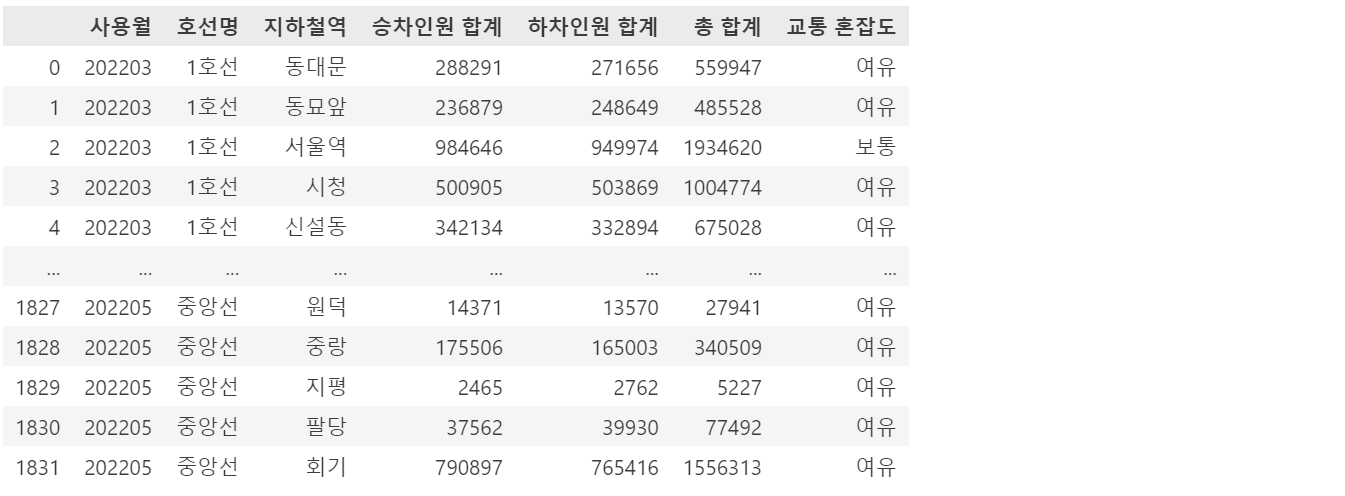 사용월 호선명 지하철역 승차인원 합계 하차인원 합계 총 합계 교통 혼잡도
0 202203 1호선 동대문 288291 271656 559947 여유
1 202203 1호선 동묘앞 236879 248649 485528 여유
2 202203 1호선 서울역 984646 949974 1934620 보통
3 202203 1호선 시청 500905 503869 1004774 여유
4 202203 1호선 신설동 342134 332894 675028 여유
... ... ... ... ... ... ... ...
1827 202205 중앙선 원덕 14371 13570 27941 여유
1828 202205 중앙선 중랑 175506 165003 340509 여유
1829 202205 중앙선 지평 2465 2762 5227 여유
1830 202205 중앙선 팔당 37562 39930 77492 여유
1831 202205 중앙선 회기 790897 765416 1556313 여유